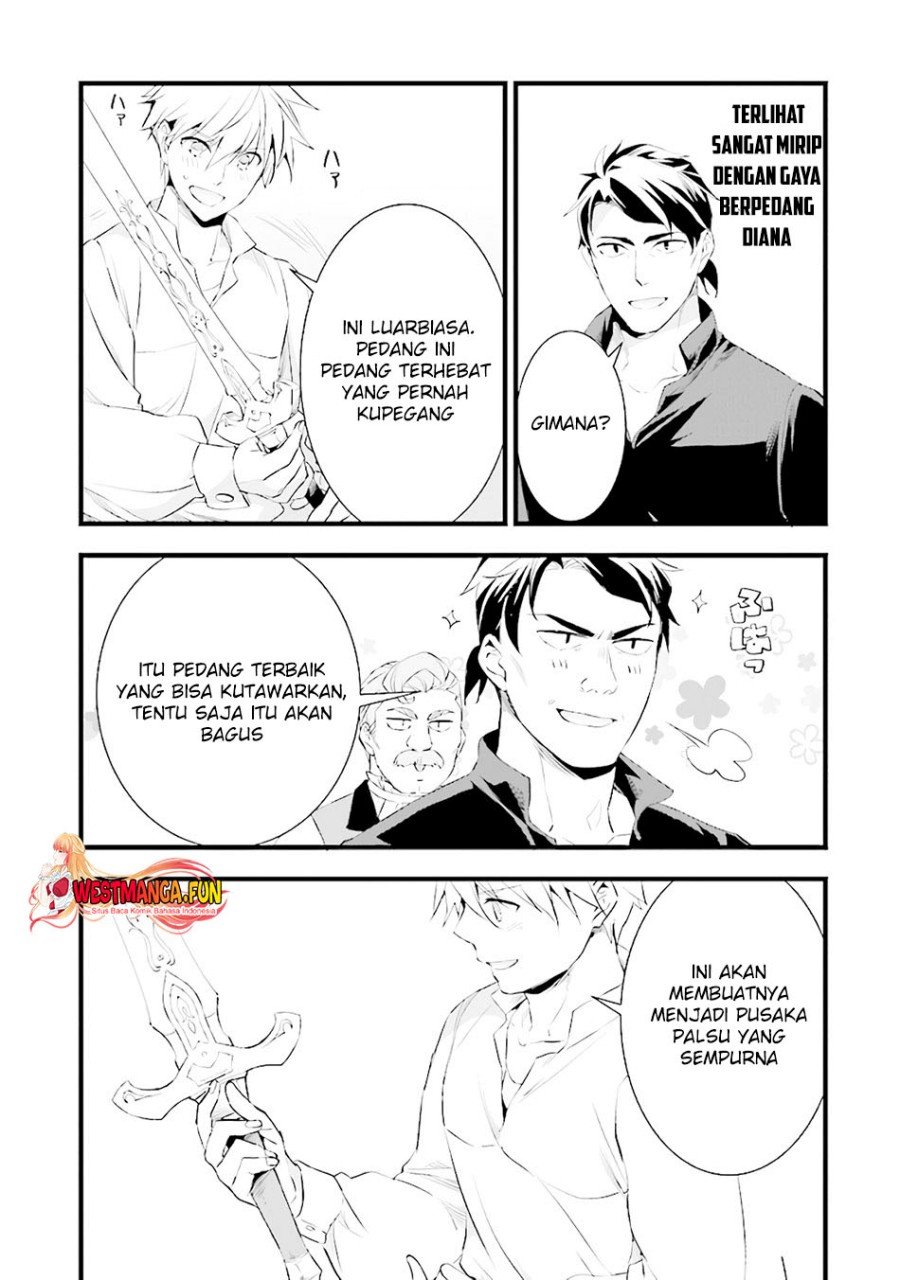 TERLIHAT
SANGAT MIRIP
DENGAN GAYA
BERPEDANG
DIANA
GIMANA?
ハァ
ハァ
INI LUARBIASA.
PEDANG INI
PEDANG TERHEBAT
YANG PERNAH
KUPEGANG
ふはっ
ITU PEDANG TERBAIK
YANG BISA KUTAWARKAN,
TENTU SAJA ITU AKAN
BAGUS
WESTMANGA.FUN
Situs Baca Komik Bahasa Indonesia
INI AKAN
MEMBUATNYA
MENJADI PUSAKA
PALSU YANG
SEMPURNA